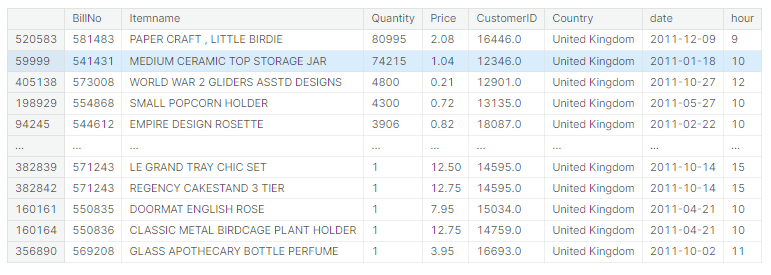 BillNo Itemname Quantity Price CustomerID Country date hour
520583 581483 PAPER CRAFT , LITTLE BIRDIE 80995 2.08 16446.0 United Kingdom 2011-12-09 9
59999 541431 MEDIUM CERAMIC TOP STORAGE JAR 74215 1.04 12346.0 United Kingdom 2011-01-18 10
405138 573008 WORLD WAR 2 GLIDERS ASSTD DESIGNS 4800 0.21 12901.0 United Kingdom 2011-10-27 12
198929 554868 SMALL POPCORN HOLDER 4300 0.72 13135.0 United Kingdom 2011-05-27 10
94245 544612 EMPIRE DESIGN ROSETTE 3906 0.82 18087.0 United Kingdom 2011-02-22 10
... ... ... ... ... ... ... ... ...
382839 571243 LE GRAND TRAY CHIC SET 1 12.50 14595.0 United Kingdom 2011-10-14 15
382842 571243 REGENCY CAKESTAND 3 TIER 1 12.75 14595.0 United Kingdom 2011-10-14 15
160161 550835 DOORMAT ENGLISH ROSE 1 7.95 15034.0 United Kingdom 2011-04-21 10
160164 550836 CLASSIC METAL BIRDCAGE PLANT HOLDER 1 12.75 14759.0 United Kingdom 2011-04-21 10
356890 569208 GLASS APOTHECARY BOTTLE PERFUME 1 3.95 16693.0 United Kingdom 2011-10-02 11